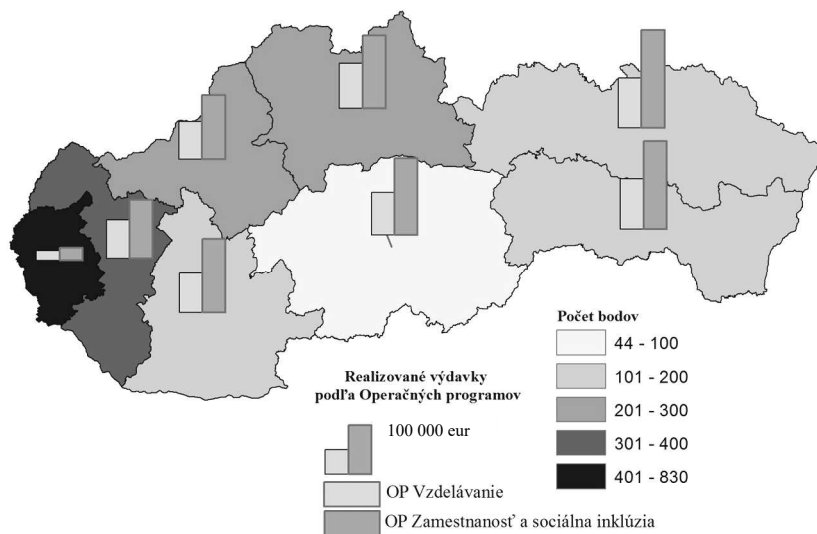 Počet bodov
44 - 100
101 - 200
201 - 300
301 - 400
401 - 830
Realizované výdavky
podľa Operačných programov
100 000 eur
OP Vzdelávanie
OP Zamestnanosť a sociálna inklúzia